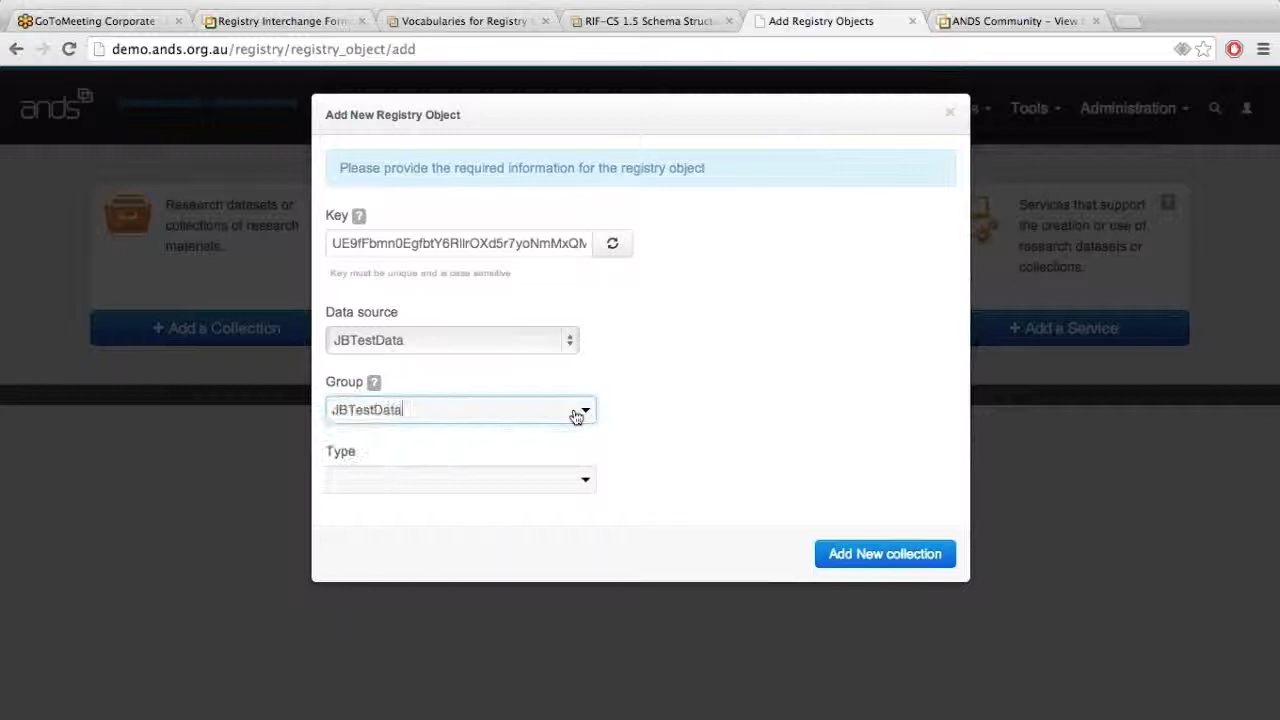 GoToMeeting Corporate
Registry Interchange Form
Vocabularies for Registry
RIF-CS 1.5 Schema Struct
Add Registry Objects
ANDS Community – View
demo.ands.org.au/registry/registry_object/add
ands
Tools
Administration
Add New Registry Object
Please provide the required information for the registry object
Research datasets or
collections of research
materials.
+ Add a Collection
Key ?
UE9fFbmn0EgfbtY6RIlrOXd5r7yoNmMxQM
Key must be unique and is case sensitive
Data source
JBTestData
Group ?
JBTestData
Type
Add New collection
Services that support
the creation or use of
research datasets or
collections.
+ Add a Service